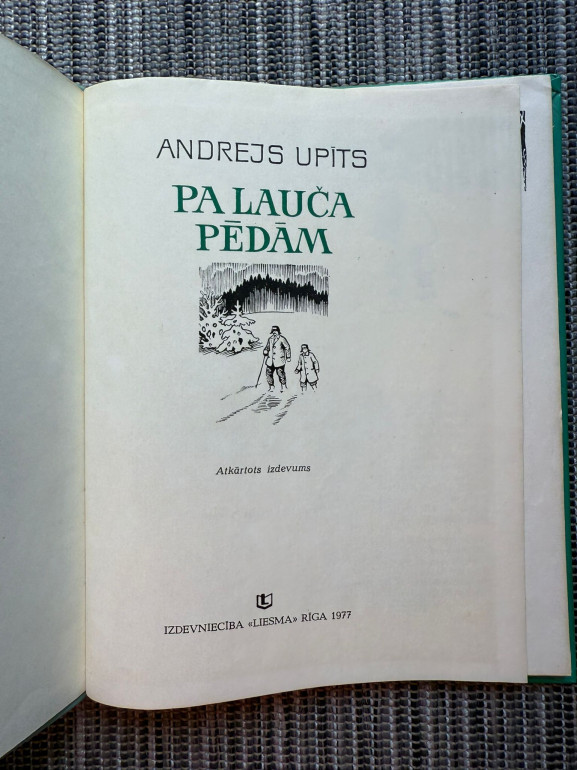 ANDREJS UPĪTS
PA LAUČA
PĒDĀM
Atkārtots izdevums
IZDEVNIECĪBA «LIESMA» RĪGA 1977